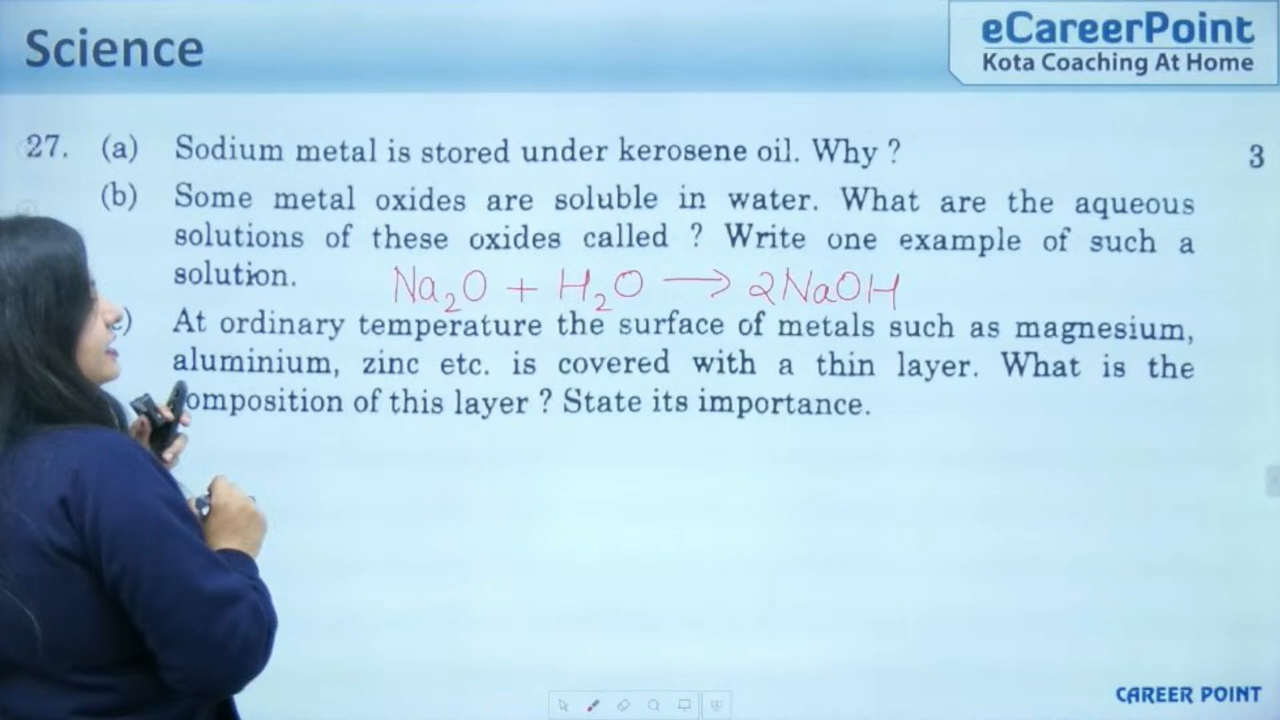 Science
eCareerPoint
Kota Coaching At Home
27. (a) Sodium metal is stored under kerosene oil. Why ? 3
(b) Some metal oxides are soluble in water. What are the aqueous
solutions of these oxides called ? Write one example of such a
solution. Na₂O + H₂O → 2NaOH
) At ordinary temperature the surface of metals such as magnesium,
aluminium, zinc etc. is covered with a thin layer. What is the
omposition of this layer ? State its importance.
CAREER POINT